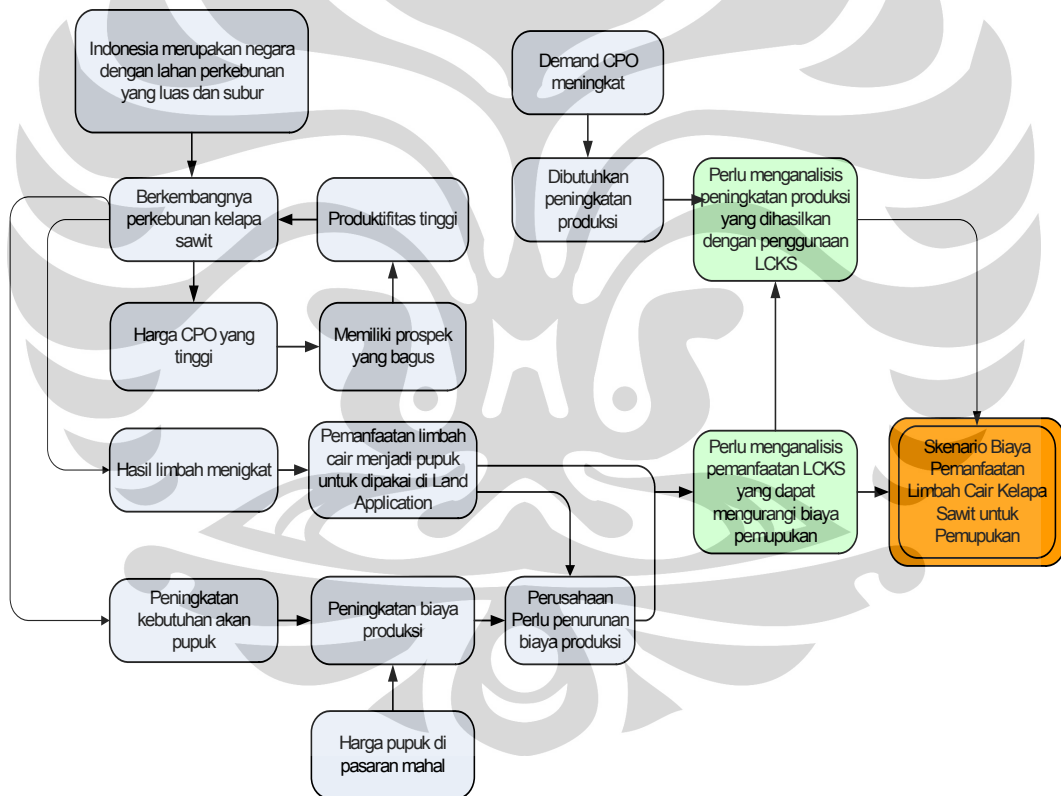 Indonesia merupakan negara
dengan lahan perkebunan
yang luas dan subur
Demand CPO
meningkat
Berkembangnya
perkebunan kelapa
sawit
Produktifitas tinggi
Dibutuhkan
peningkatan
produksi
Perlu menganalisis
peningkatan produksi
yang dihasilkan
dengan penggunaan
LCKS
Harga CPO yang
tinggi
Memiliki prospek
yang bagus
Hasil limbah menigkat
Pemanfaatan limbah
cair menjadi pupuk
untuk dipakai di Land
Application
Perlu menganalisis
pemanfatan LCKS
yang dapat
mengurangi biaya
pemupukan
Skenario Biaya
Pemanfaatan
Limbah Cair Kelapa
Sawit untuk
Pemupukan
Peningkatan
kebutuhan akan
pupuk
Peningkatan biaya
produksi
Perusahaan
Perlu penurunan
biaya produksi
Harga pupuk di
pasaran mahal